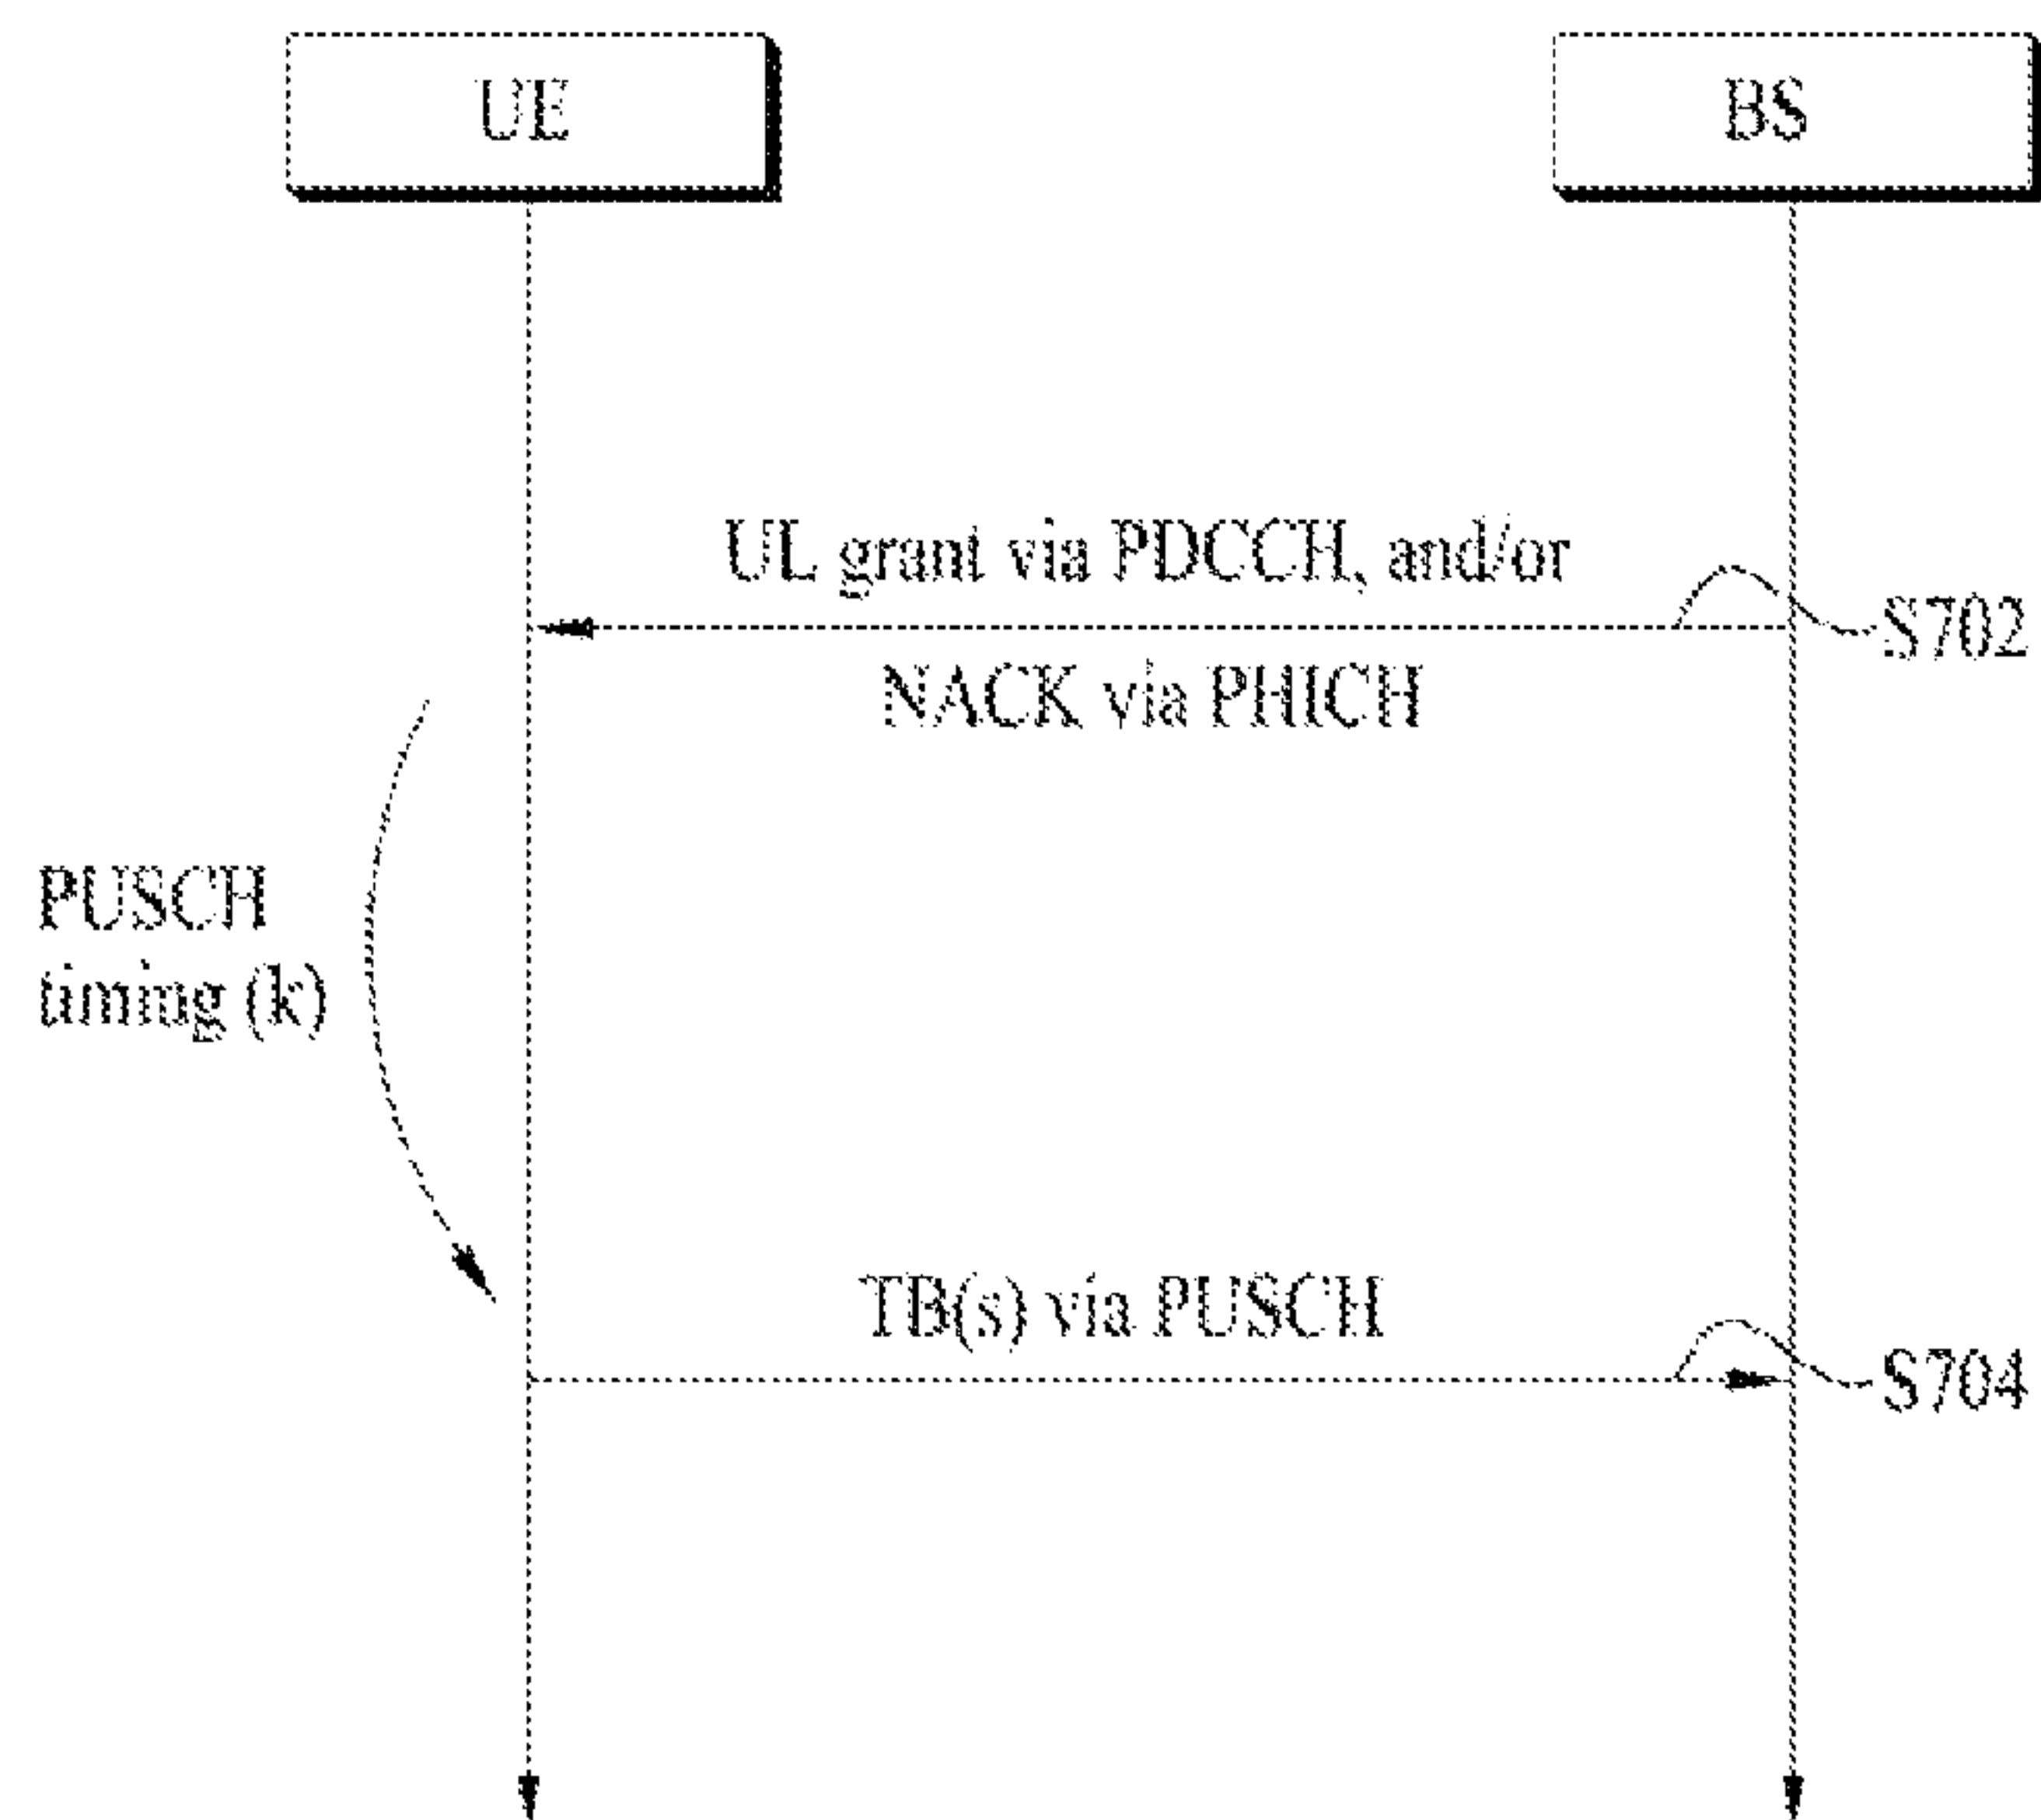 UE
BS
UL grant via PDCCH, and/or
S702
NACK via PHICH
PUSCH
timing (k)
TB(s) via PUSCH
S704